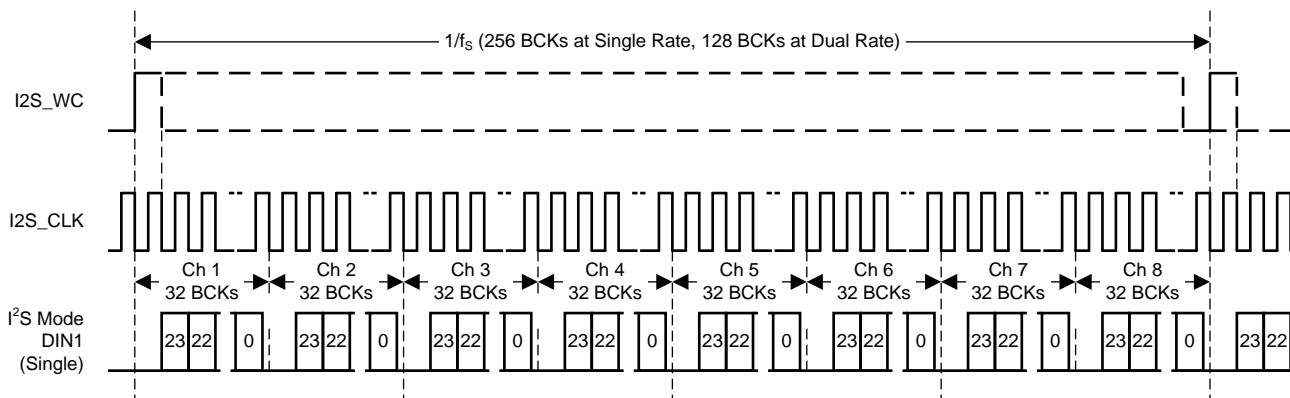 1/fS (256 BCKs at Single Rate, 128 BCKs at Dual Rate)
I2S_WC
I2S_CLK
Ch 1 Ch 2 Ch 3 Ch 4 Ch 5 Ch 6 Ch 7 Ch 8
32 BCKs 32 BCKs 32 BCKs 32 BCKs 32 BCKs 32 BCKs 32 BCKs 32 BCKs
I²S Mode
DIN1
(Single)
23 22 0 23 22 0 23 22 0 23 22 0 23 22 0 23 22 0 23 22 0 23 22 0 23 22